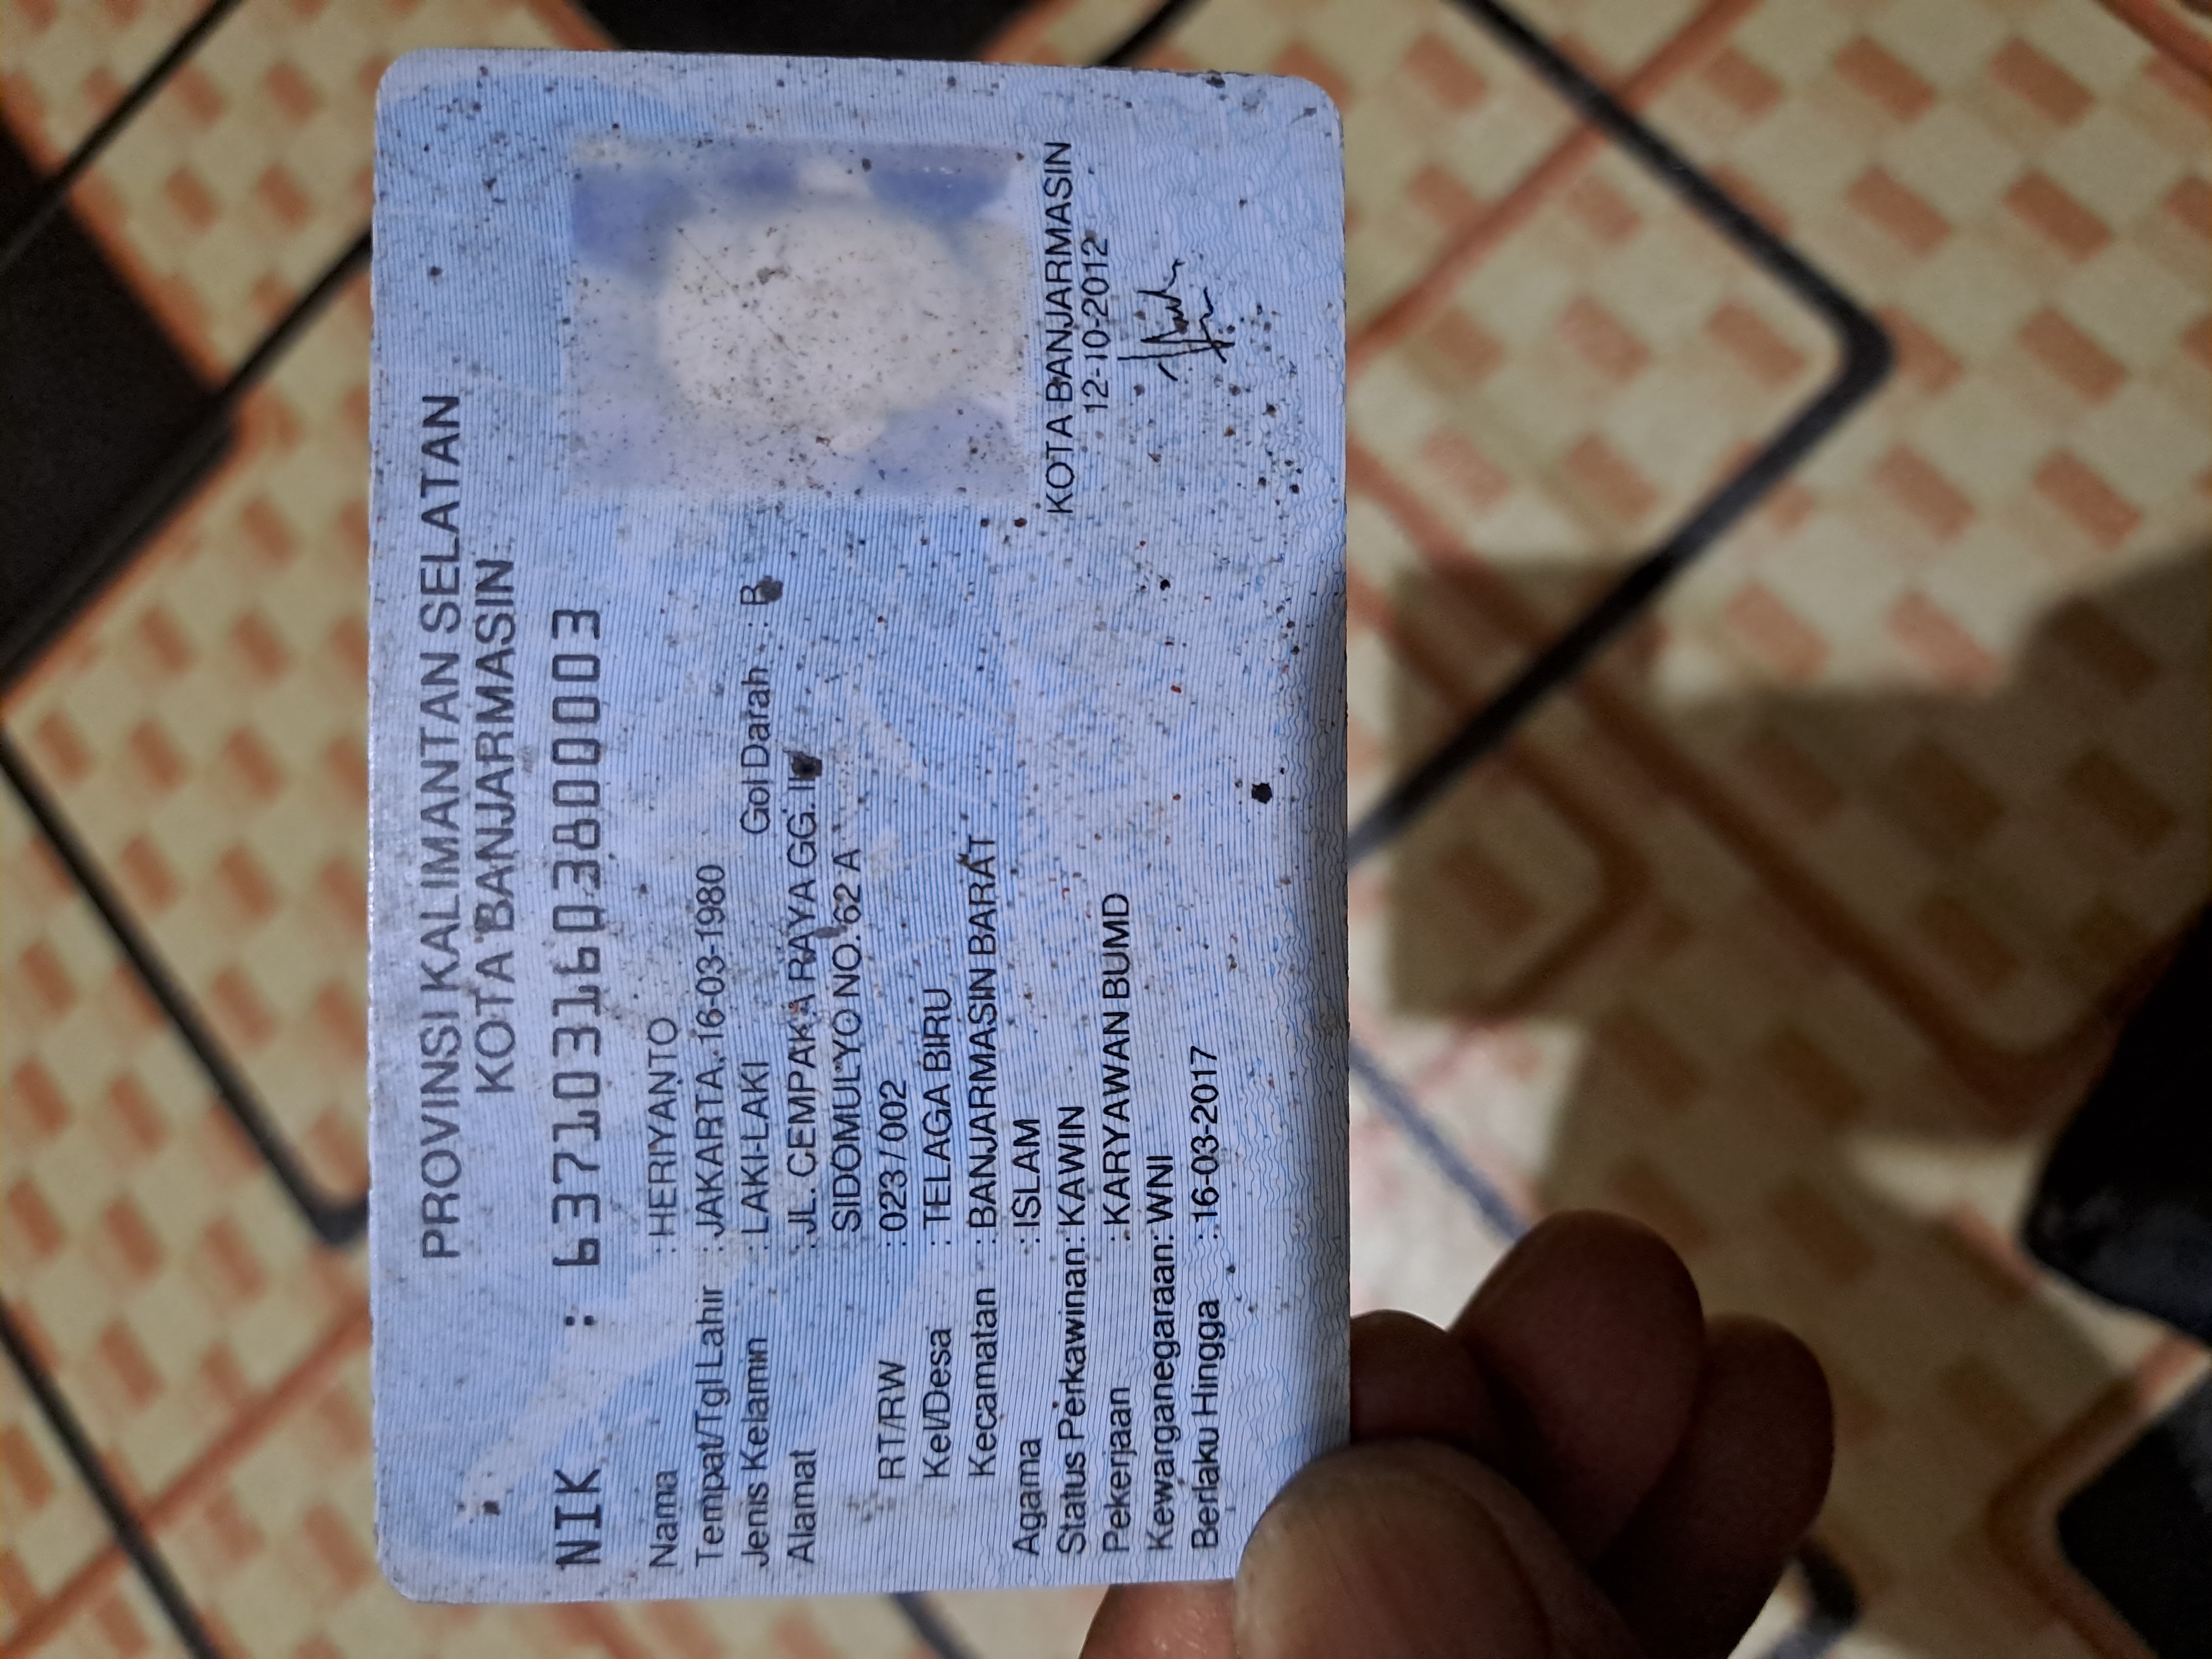 PROVINSI KALIMANTAN SELATAN
KOTA BANJARMASIN
NIK : 6371031603800003
Nama : HERIYANTO
Tempat/Tgl Lahir : JAKARTA, 16-03-1980
Jenis Kelamin : LAKI-LAKI Gol Darah : B
Alamat : JL. CEMPAKA RAYA GG. II
SIDOMULYO NO. 62 A
RT/RW : 023 / 002
Kel/Desa : TELAGA BIRU
Kecamatan : BANJARMASIN BARAT
Agama : ISLAM
Status Perkawinan: KAWIN
Pekerjaan : KARYAWAN BUMD
Kewarganegaraan: WNI
Berlaku Hingga : 16-03-2017
KOTA BANJARMASIN
12-10-2012